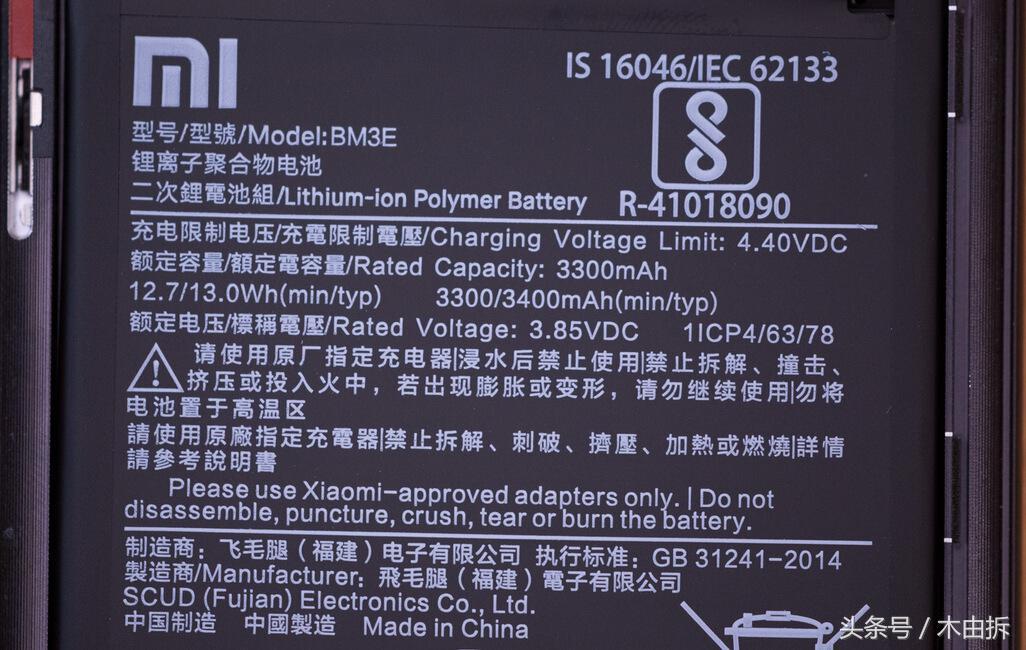 MI
IS 16046/IEC 62133
R-41018090
型号/型號/Model:BM3E
锂离子聚合物电池
二次鋰電池組/Lithium-ion Polymer Battery
充电限制电压/充電限制電壓/Charging Voltage Limit: 4.40VDC
额定容量/額定電容量/Rated Capacity: 3300mAh
12.7/13.0Wh(min/typ) 3300/3400mAh(min/typ)
额定电压/標稱電壓/Rated Voltage: 3.85VDC 1ICP4/63/78
请使用原厂指定充电器|浸水后禁止使用|禁止拆解、撞击、
挤压或投入火中，若出现膨胀或变形，请勿继续使用|勿将
电池置于高温区
請使用原廠指定充電器|禁止拆解、刺破、擠壓、加熱或燃燒|詳情
請參考說明書
Please use Xiaomi-approved adapters only. | Do not
disassemble, puncture, crush, tear or burn the battery.
制造商：飞毛腿（福建）电子有限公司 执行标准：GB 31241-2014
製造商/Manufacturer: 飛毛腿（福建）電子有限公司
SCUD (Fujian) Electronics Co., Ltd.
中国制造 中國製造 Made in China
头条号 / 木由拆